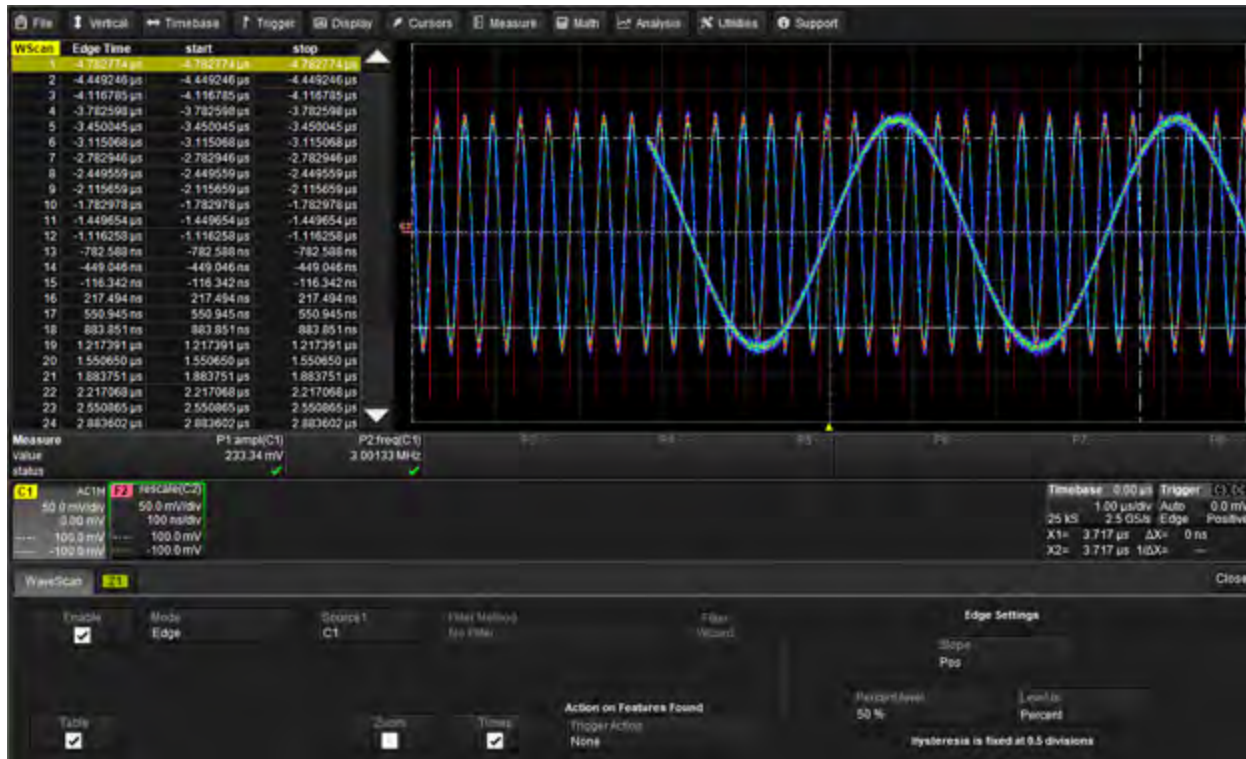 File Vertical Timebase Trigger Display Cursors Measure Math Analysis Utilities Support
WScan Edge Time start stop
1 -4.782774 µs -4.782774 µs -4.782774 µs
2 -4.449246 µs -4.449246 µs -4.449246 µs
3 -4.116785 µs -4.116785 µs -4.116785 µs
4 -3.782598 µs -3.782598 µs -3.782598 µs
5 -3.450045 µs -3.450045 µs -3.450045 µs
6 -3.115068 µs -3.115068 µs -3.115068 µs
7 -2.782946 µs -2.782946 µs -2.782946 µs
8 -2.449559 µs -2.449559 µs -2.449559 µs
9 -2.115659 µs -2.115659 µs -2.115659 µs
10 -1.782978 µs -1.782978 µs -1.782978 µs
11 -1.449654 µs -1.449654 µs -1.449654 µs
12 -1.116258 µs -1.116258 µs -1.116258 µs
13 -782.588 ns -782.588 ns -782.588 ns
14 -449.046 ns -449.046 ns -449.046 ns
15 -116.342 ns -116.342 ns -116.342 ns
16 217.494 ns 217.494 ns 217.494 ns
17 550.945 ns 550.945 ns 550.945 ns
18 883.851 ns 883.851 ns 883.851 ns
19 1.217391 µs 1.217391 µs 1.217391 µs
20 1.550650 µs 1.550650 µs 1.550650 µs
21 1.883751 µs 1.883751 µs 1.883751 µs
22 2.217068 µs 2.217068 µs 2.217068 µs
23 2.550865 µs 2.550865 µs 2.550865 µs
24 2.883602 µs 2.883602 µs 2.883602 µs
Measure P1:ampl(C1) P2:freq(C1) P3:- - - P4:- - - P5:- - - P6:- - - P7:- - - P8:- - -
value 233.34 mV 3.00133 MHz
status
C1 AC1M F2 rescale(C2) Timebase 0.00 µs Trigger
50.0 mV/div 50.0 mV/div 1.00 µs/div Auto 0.0 mV
0.00 mV 100 ns/div 25 kS 2.5 GS/s Edge Positive
100.0 mV 100.0 mV X1= 3.717 µs ΔX= 0 ns
-100.0 mV -100.0 mV X2= 3.717 µs 1/ΔX= ---
WaveScan Close
Enable Mode Source1 Filter Method Filter Edge Settings
Edge C1 No Filter Wizard
Slope
Pos
Percent level Level is
50 % Percent
Action on Features Found
Table Zoom Times Trigger Action
None
Hysteresis is fixed at 0.5 divisions